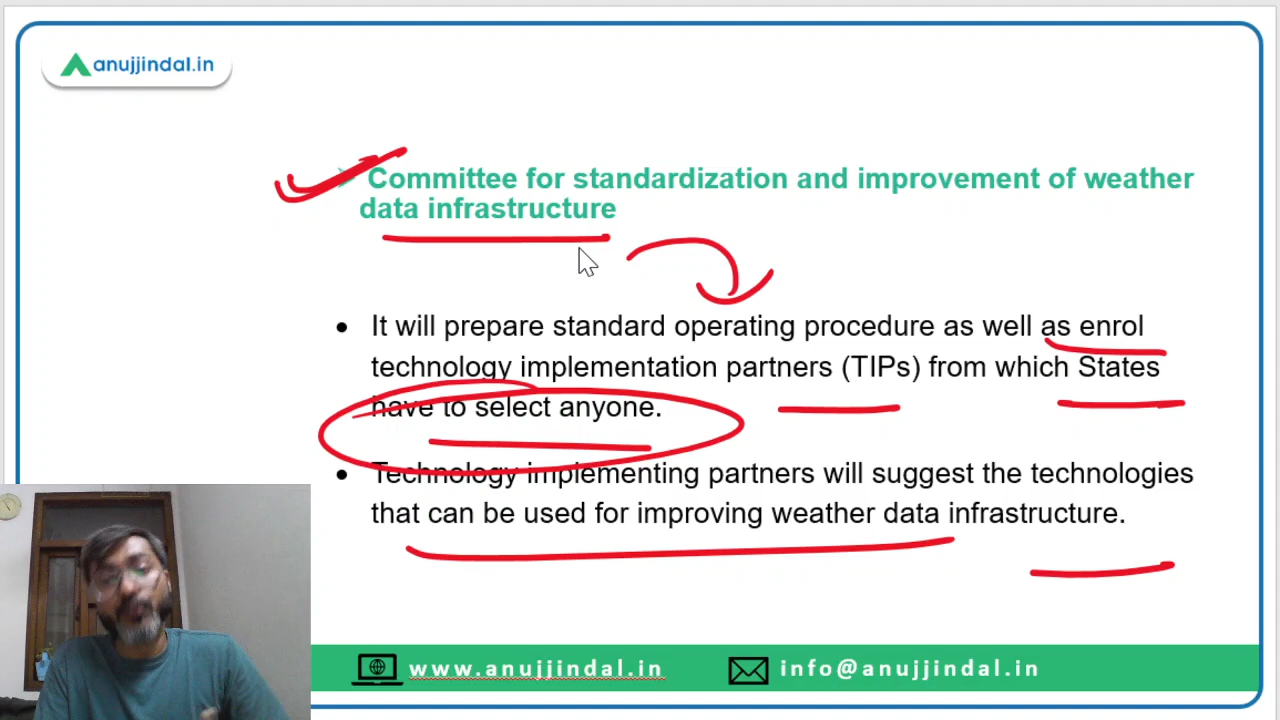 anujjindal.in
Committee for standardization and improvement of weather
data infrastructure
• It will prepare standard operating procedure as well as enrol
technology implementation partners (TIPs) from which States
have to select anyone.
• Technology implementing partners will suggest the technologies
that can be used for improving weather data infrastructure.
www.anujjindal.in
info@anujjindal.in